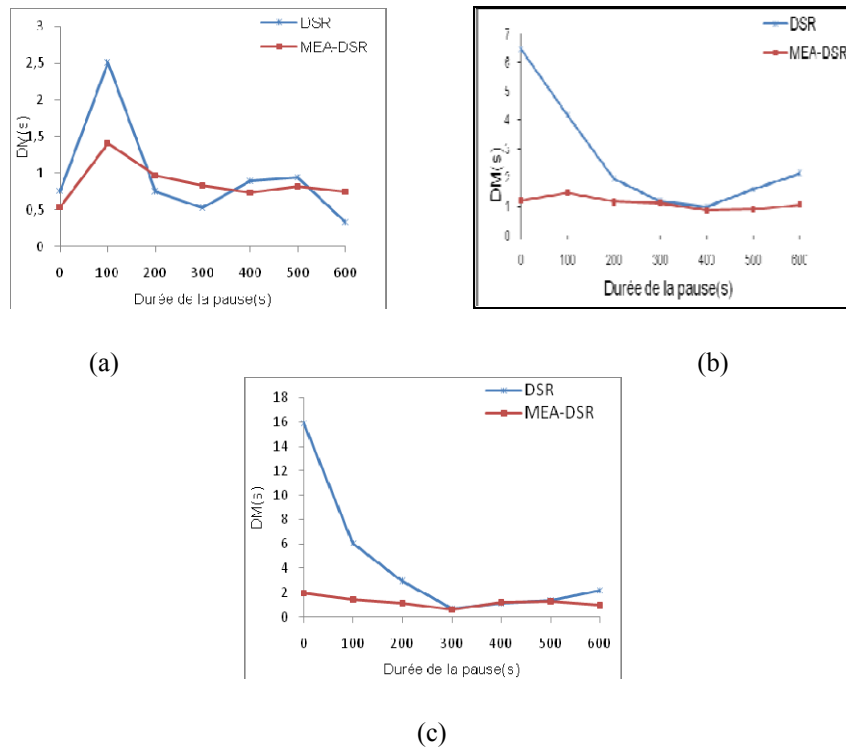 DSR
MEA-DSR
3
2,5
2
1,5
1
0,5
0
DM(s)
0 100 200 300 400 500 600
Durée de la pause(s)
(a)
DSR
MEA-DSR
7
6
5
4
3
2
1
0
DM(s)
0 100 200 300 400 500 600
Durée de la pause(s)
(b)
DSR
MEA-DSR
18
16
14
12
10
8
6
4
2
0
DM(s)
0 100 200 300 400 500 600
Durée de la pause(s)
(c)